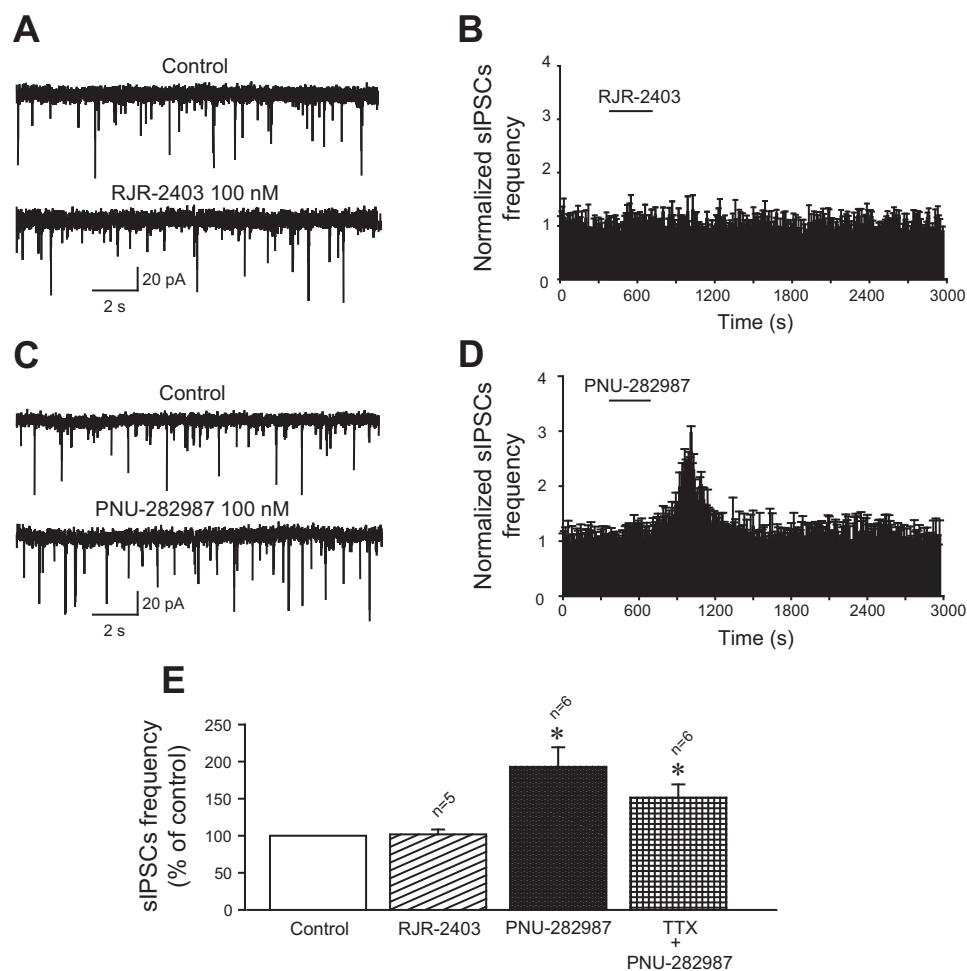 A
Control
RJR-2403 100 nM
20 pA
2 s
B
Normalized sIPSCs
frequency
4
3
2
1
0
RJR-2403
0 600 1200 1800 2400 3000
Time (s)
C
Control
PNU-282987 100 nM
20 pA
2 s
D
Normalized sIPSCs
frequency
4
3
2
1
0
PNU-282987
0 600 1200 1800 2400 3000
Time (s)
E
sIPSCs frequency
(% of control)
250
200
150
100
50
0
n=5
n=6
*
n=6
*
Control
RJR-2403
PNU-282987
TTX
+
PNU-282987